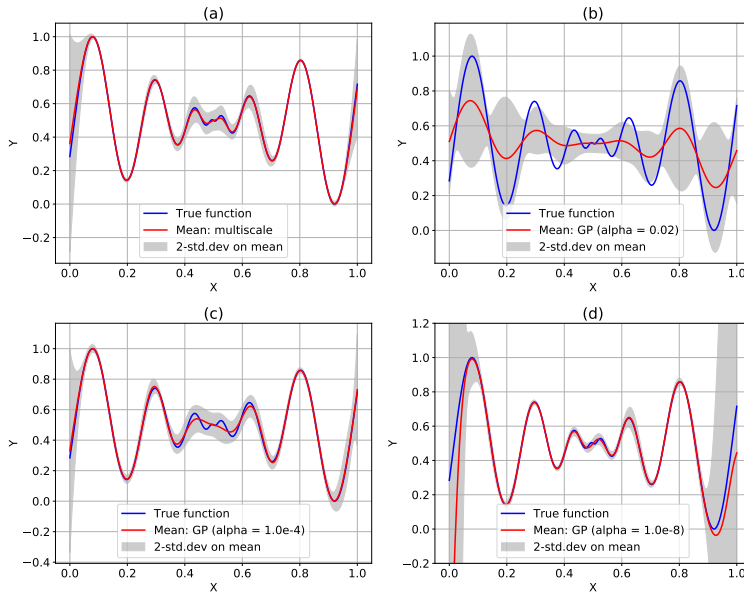 (a)
1.0
0.8
0.6
0.4
0.2
0.0
−0.2
Y
0.0 0.2 0.4 0.6 0.8 1.0
X
True function
Mean: multiscale
2-std.dev on mean
(b)
1.0
0.8
0.6
0.4
0.2
0.0
Y
0.0 0.2 0.4 0.6 0.8 1.0
X
True function
Mean: GP (alpha = 0.02)
2-std.dev on mean
(c)
1.0
0.8
0.6
0.4
0.2
0.0
−0.2
−0.4
Y
0.0 0.2 0.4 0.6 0.8 1.0
X
True function
Mean: GP (alpha = 1.0e-4)
2-std.dev on mean
(d)
1.2
1.0
0.8
0.6
0.4
0.2
0.0
−0.2
Y
0.0 0.2 0.4 0.6 0.8 1.0
X
True function
Mean: GP (alpha = 1.0e-8)
2-std.dev on mean